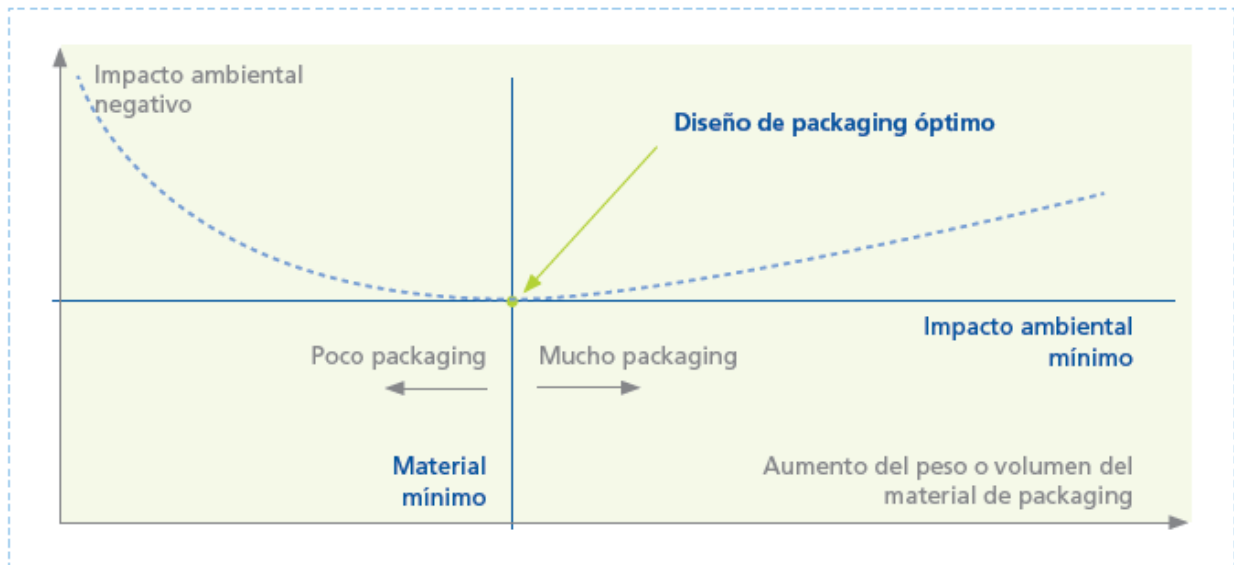 Impacto ambiental
negativo
Diseño de packaging óptimo
Impacto ambiental
mínimo
Poco packaging
Mucho packaging
Material
mínimo
Aumento del peso o volumen del
material de packaging